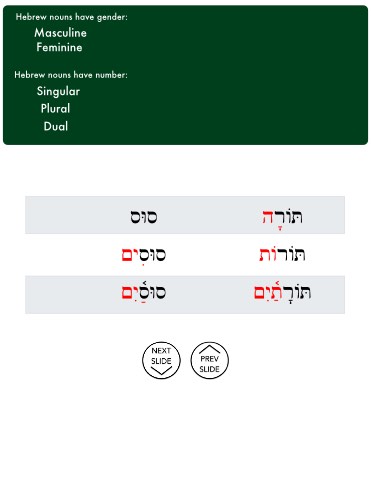 Hebrew nouns have gender:
Masculine
Feminine
Hebrew nouns have number:
Singular
Plural
Dual
תּוֹרָה סוּס
תּוֹרוֹת סוּסִים
תּוֹרָתַ֫יִם סוּסַ֫יִם
NEXT
SLIDE
PREV
SLIDE